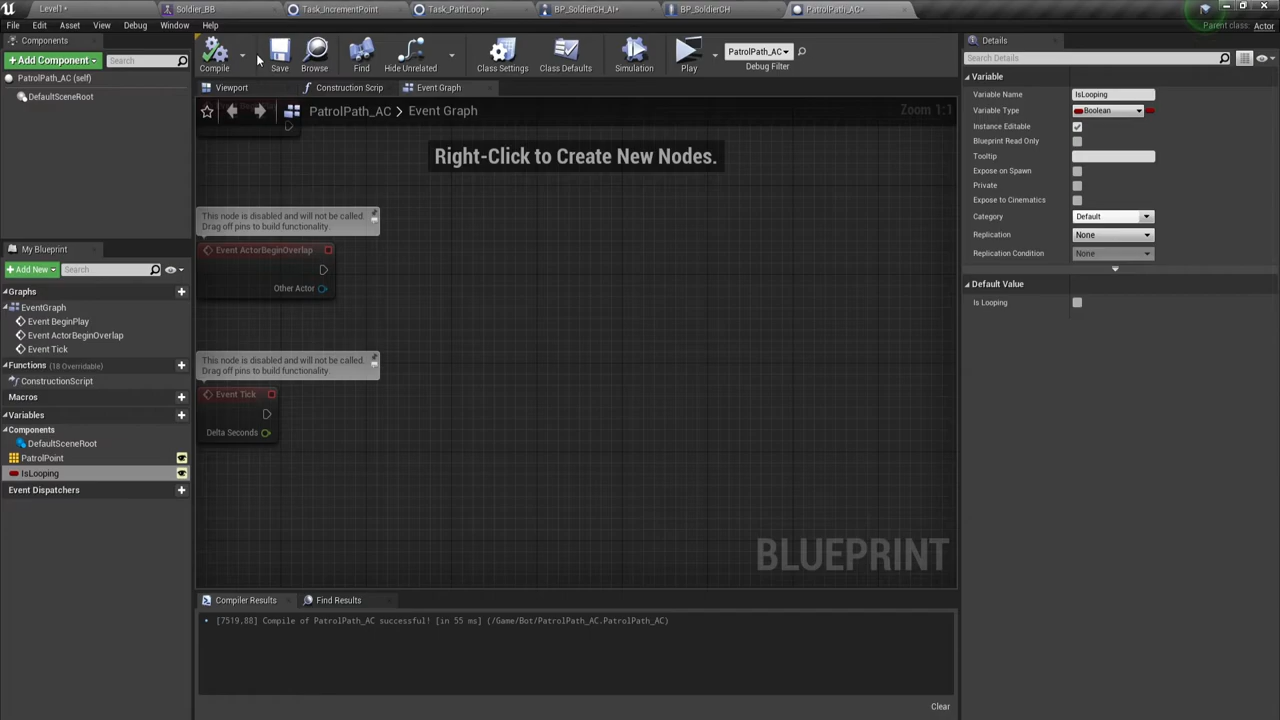 Level1*
Soldier_BB
Task_IncrementPoint
Task_PathLoop*
BP_SoldierCH_AI*
BP_SoldierCH
PatrolPath_AC*
File
Edit
Asset
View
Debug
Window
Help
Parent class: Actor
Components
+Add Component
Search
PatrolPath_AC (self)
DefaultSceneRoot
Compile
Save
Browse
Find
Hide Unrelated
Class Settings
Class Defaults
Simulation
Play
PatrolPath_AC
Debug Filter
Viewport
Construction Scrip
Event Graph
PatrolPath_AC > Event Graph
Zoom 1:1
Right-Click to Create New Nodes.
This node is disabled and will not be called.
Drag off pins to build functionality.
Event ActorBeginOverlap
Other Actor
This node is disabled and will not be called.
Drag off pins to build functionality.
Event Tick
Delta Seconds
BLUEPRINT
My Blueprint
+Add New
Search
Graphs
EventGraph
Event BeginPlay
Event ActorBeginOverlap
Event Tick
Functions (18 Overridable)
ConstructionScript
Macros
Variables
Components
DefaultSceneRoot
PatrolPoint
IsLooping
Event Dispatchers
Compiler Results
Find Results
[7519.88] Compile of PatrolPath_AC successful! [in 55 ms] (/Game/Bot/PatrolPath_AC.PatrolPath_AC)
Clear
Details
Search Details
Variable
Variable Name
IsLooping
Variable Type
Boolean
Instance Editable
Blueprint Read Only
Tooltip
Expose on Spawn
Private
Expose to Cinematics
Category
Default
Replication
None
Replication Condition
None
Default Value
Is Looping